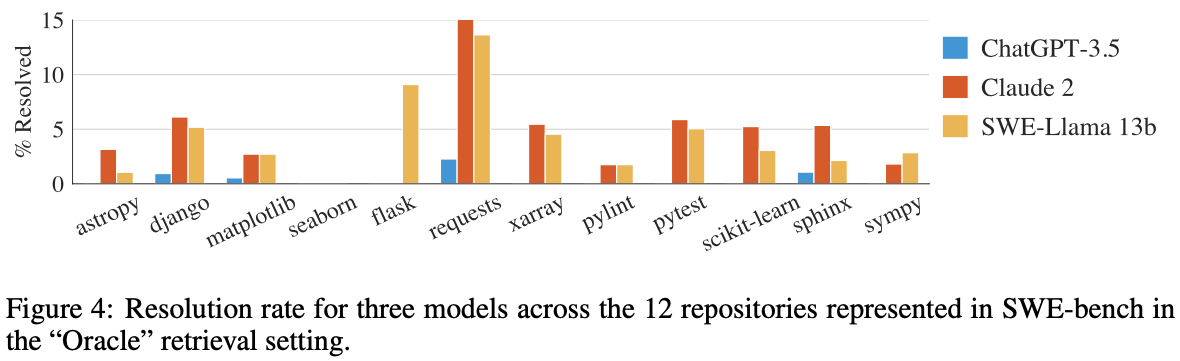 15
10
5
0
% Resolved
astropy
django
matplotlib
seaborn
flask
requests
xarray
pylint
pytest
scikit-learn
sphinx
sympy
ChatGPT-3.5
Claude 2
SWE-Llama 13b
Figure 4: Resolution rate for three models across the 12 repositories represented in SWE-bench in
the “Oracle” retrieval setting.